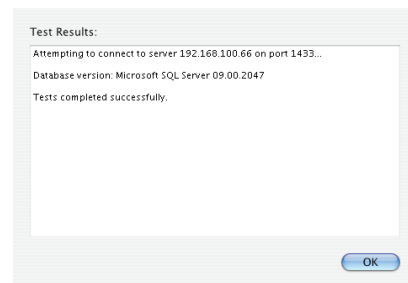 Test Results:
Attempting to connect to server 192.168.100.66 on port 1433...
Database version: Microsoft SQL Server 09.00.2047
Tests completed successfully.
OK